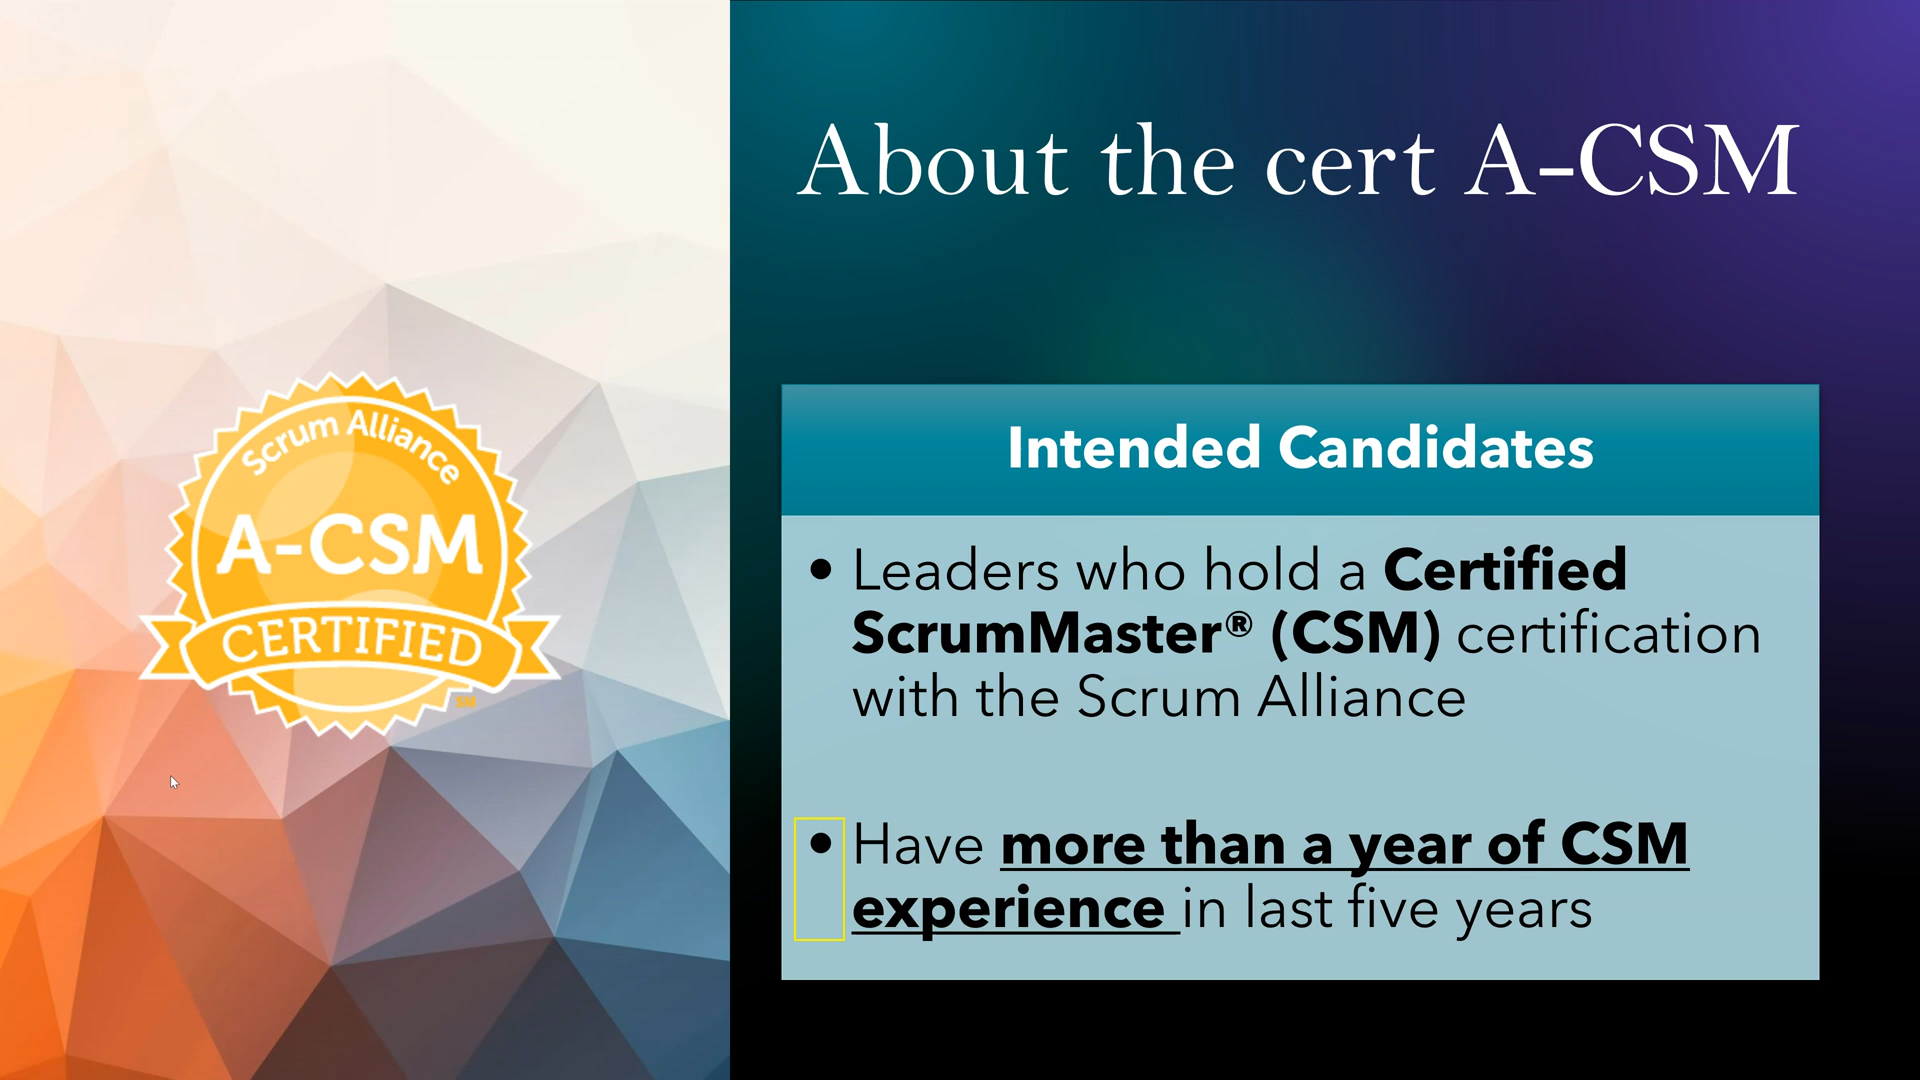 About the cert A-CSM
Scrum Alliance
A-CSM
CERTIFIED
SM
Intended Candidates
• Leaders who hold a Certified
ScrumMaster® (CSM) certification
with the Scrum Alliance
• Have more than a year of CSM
experience in last five years